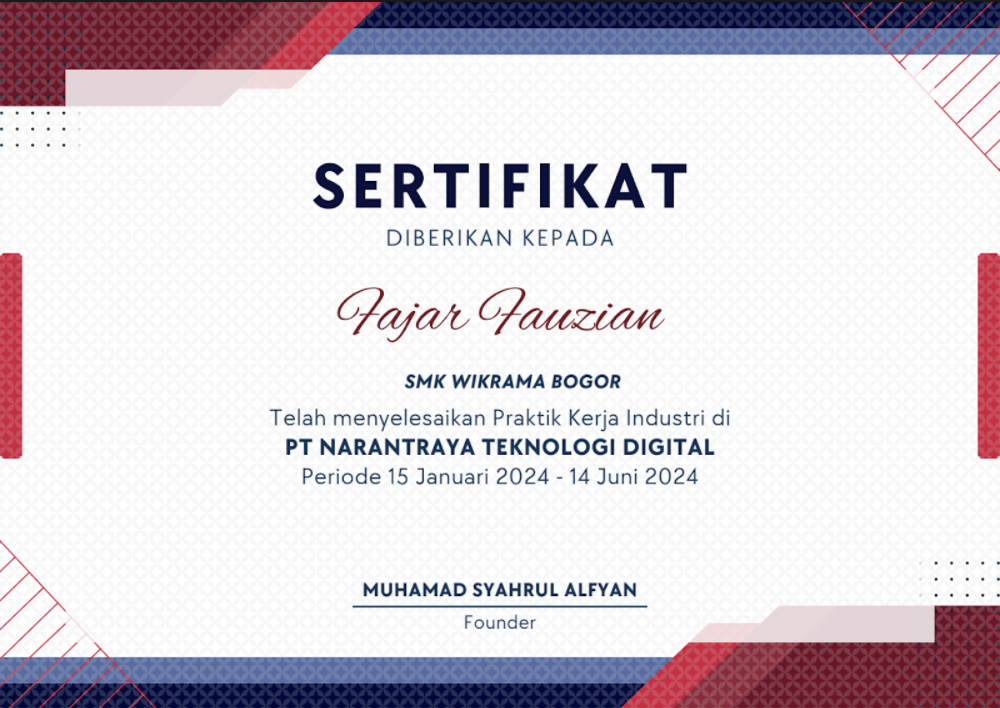 SERTIFIKAT
DIBERIKAN KEPADA
Fajar Fauzian
SMK WIKRAMA BOGOR
Telah menyelesaikan Praktik Kerja Industri di
PT NARANTRAYA TEKNOLOGI DIGITAL
Periode 15 Januari 2024 - 14 Juni 2024
MUHAMAD SYAHRUL ALFYAN
Founder